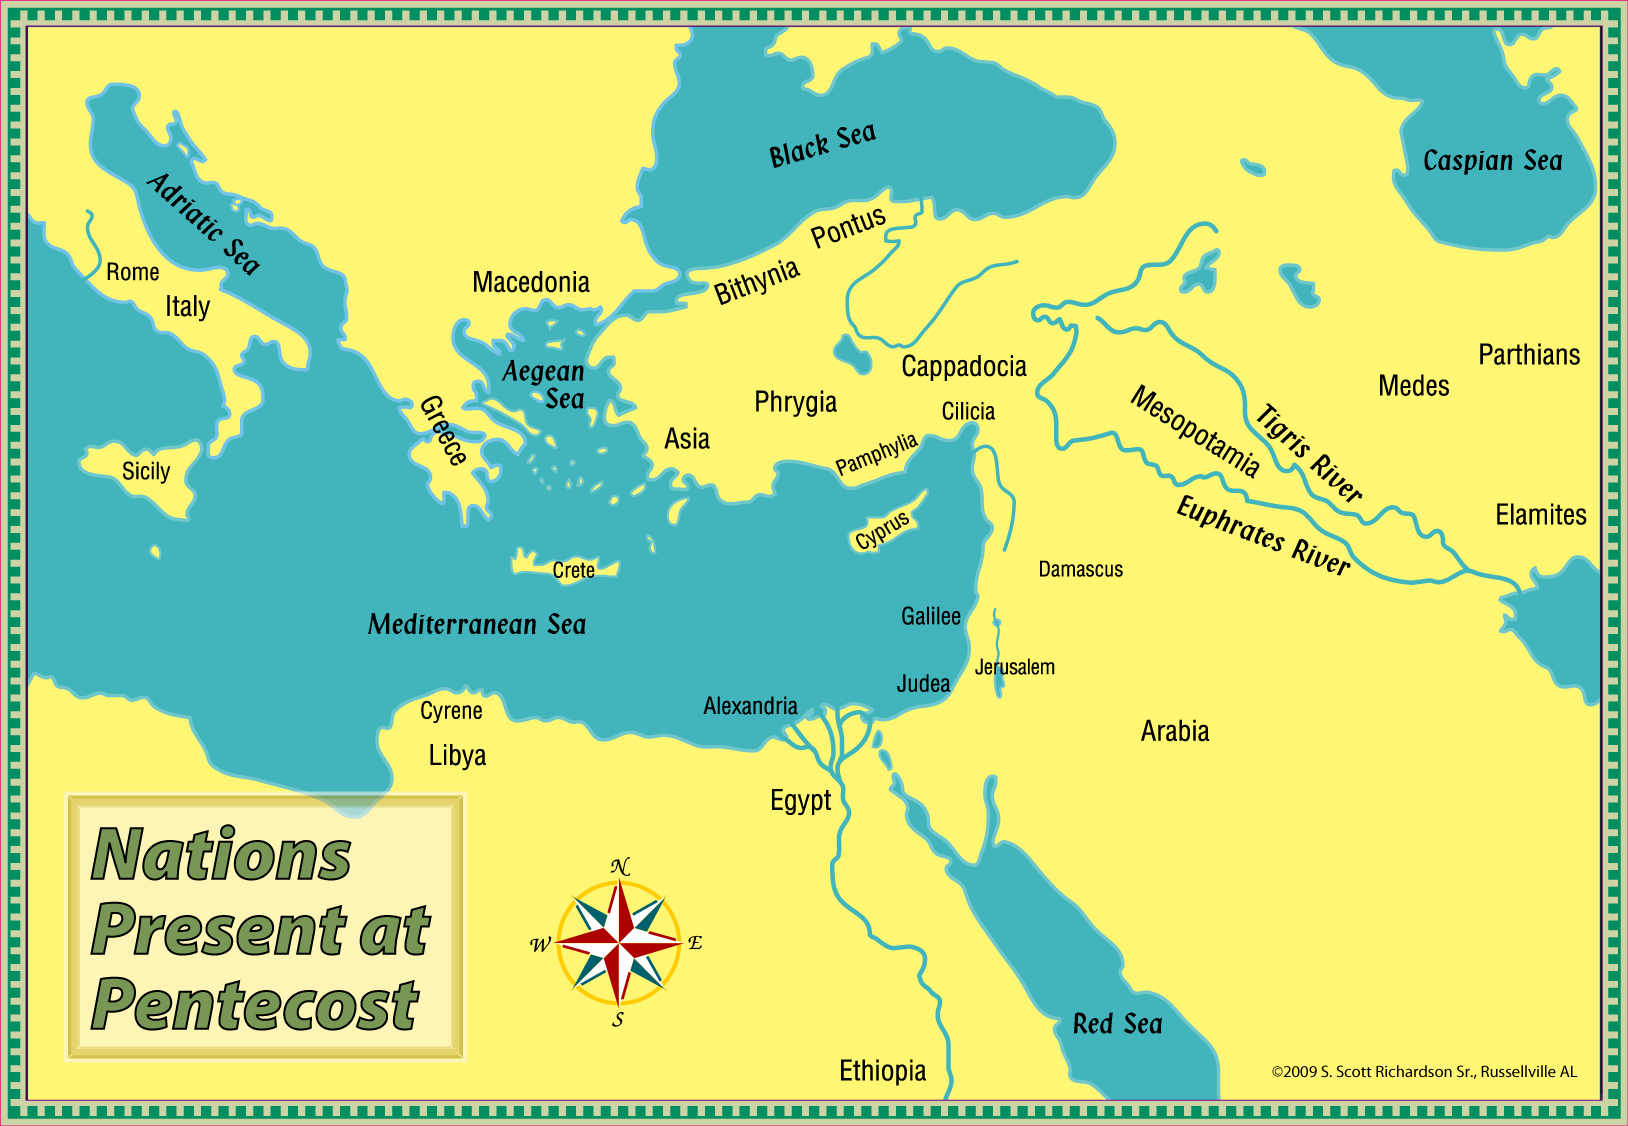 Black Sea
Caspian Sea
Adriatic Sea
Pontus
Rome
Macedonia
Bithynia
Italy
Parthians
Aegean
Sea
Cappadocia
Medes
Phrygia
Cilicia
Mesopotamia
Tigris River
Greece
Asia
Pamphylia
Sicily
Elamites
Euphrates River
Cyprus
Crete
Damascus
Mediterranean Sea
Galilee
Jerusalem
Judea
Alexandria
Cyrene
Arabia
Libya
Egypt
Nations
Present at
Pentecost
N
W
E
S
Red Sea
Ethiopia
©2009 S. Scott Richardson Sr., Russellville AL